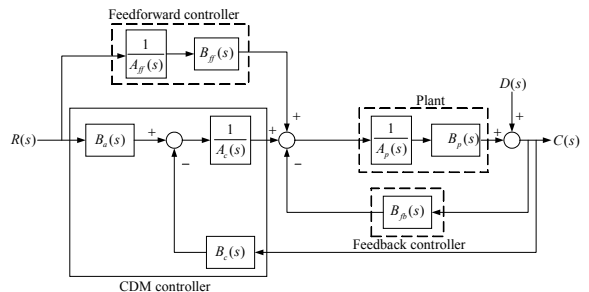 Feedforward controller
1
A_ff(s)
B_ff(s)
D(s)
+
+
Plant
R(s)
B_a(s)
+
−
1
A_c(s)
+
−
1
A_p(s)
B_p(s)
+
C(s)
B_fb(s)
Feedback controller
B_c(s)
CDM controller